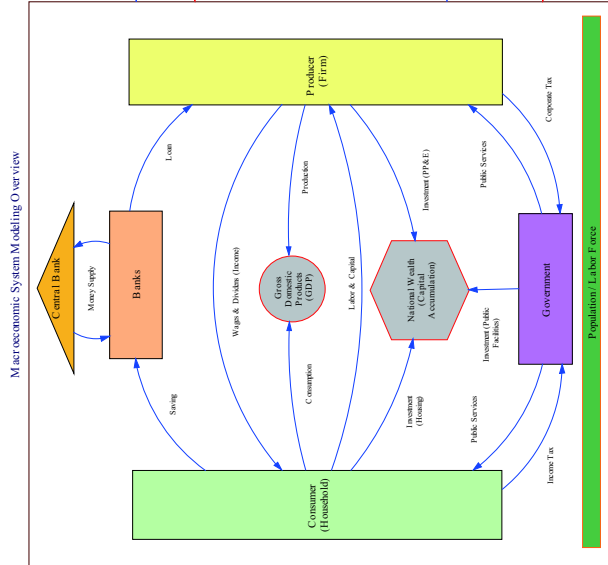 Macroeconomic System Modeling Overview
Consumer
(Household)
Income Tax
Public Services
Investment
(Housing)
Consumption
Saving
Population / Labor Force
Government
Investment (Public
Facilities)
National Wealth
(Capital
Accumulation)
Labor & Capital
Gross
Domestic
Products
(GDP)
Wages & Dividens (Income)
Banks
Money Supply
Central Bank
Corporate Tax
Public Services
Investment (PP&E)
Production
Loan
Producer
(Firm)